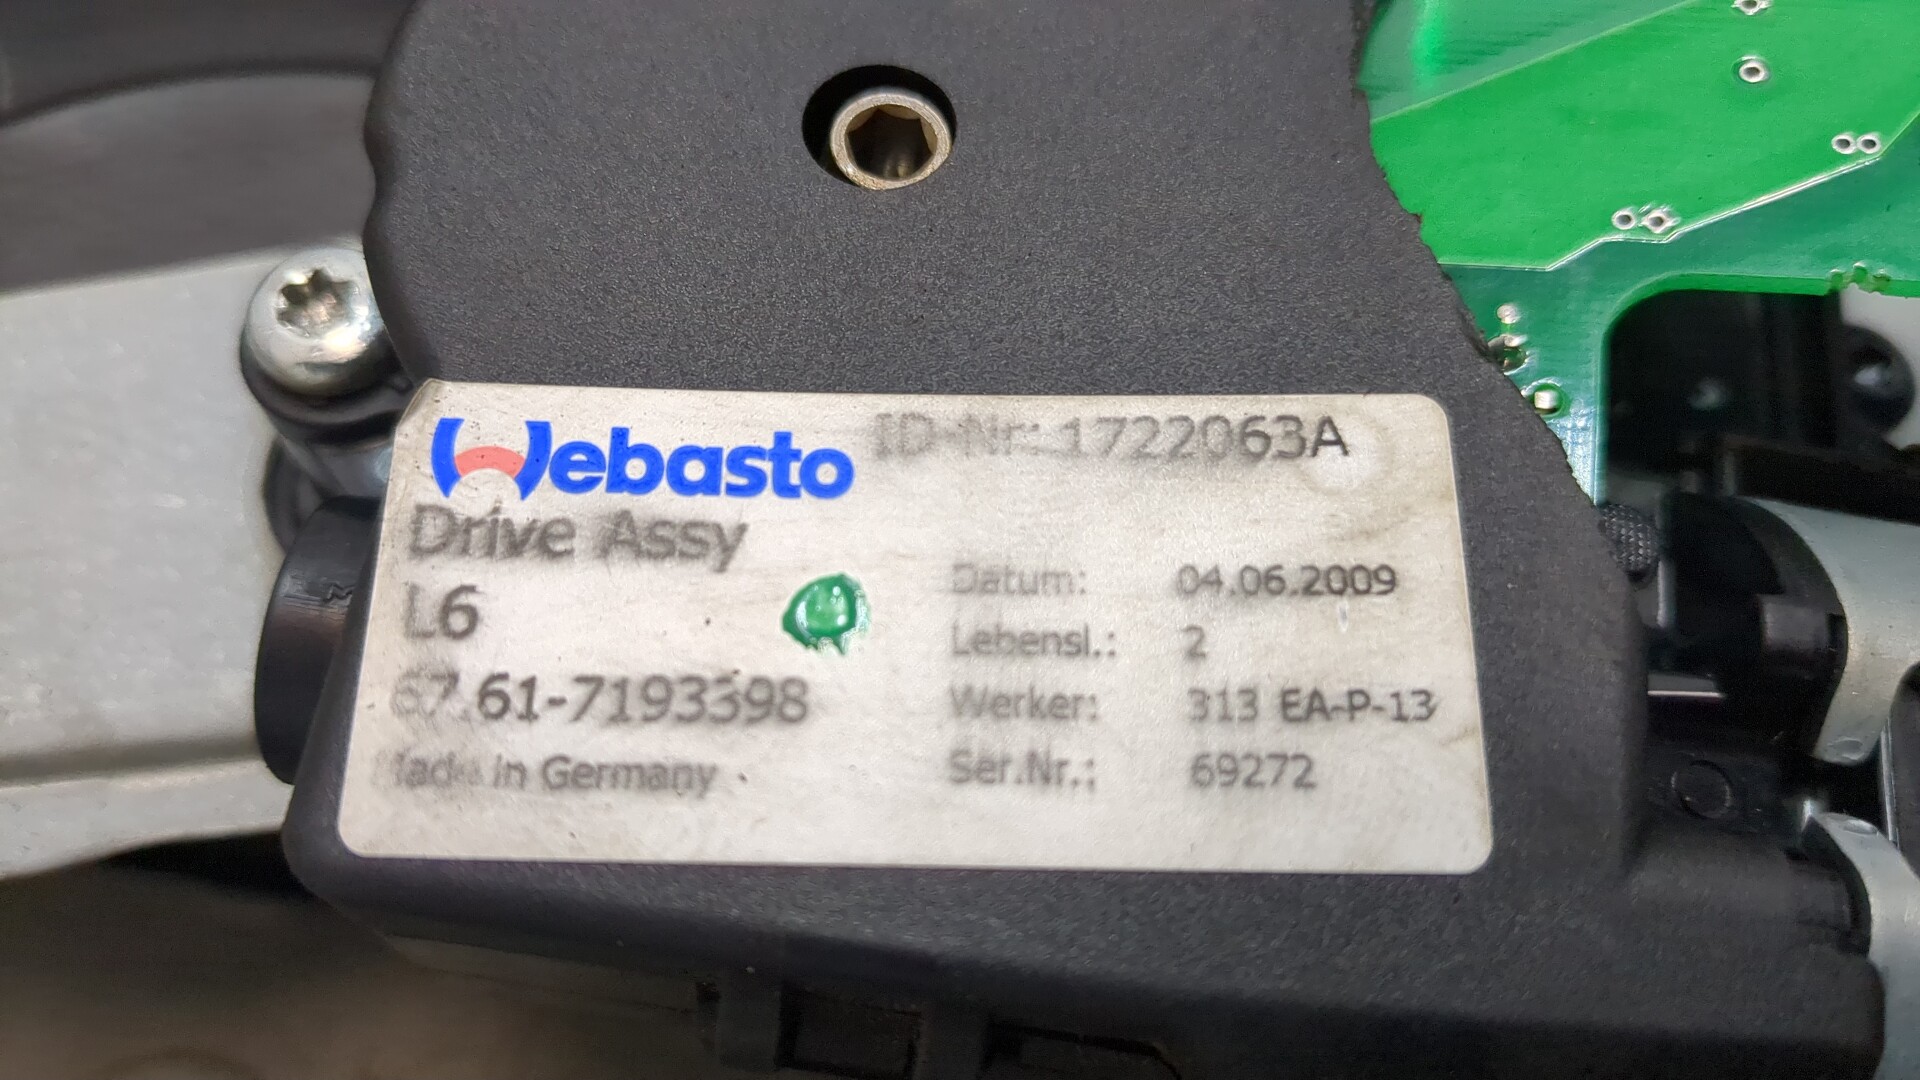 Webasto ID-Nr: 1722063A
Drive Assy
L6
67.61-7193398
Made in Germany
Datum: 04.06.2009
Lebensl.: 2
Werker: 313 EA-P-13
Ser.Nr.: 69272